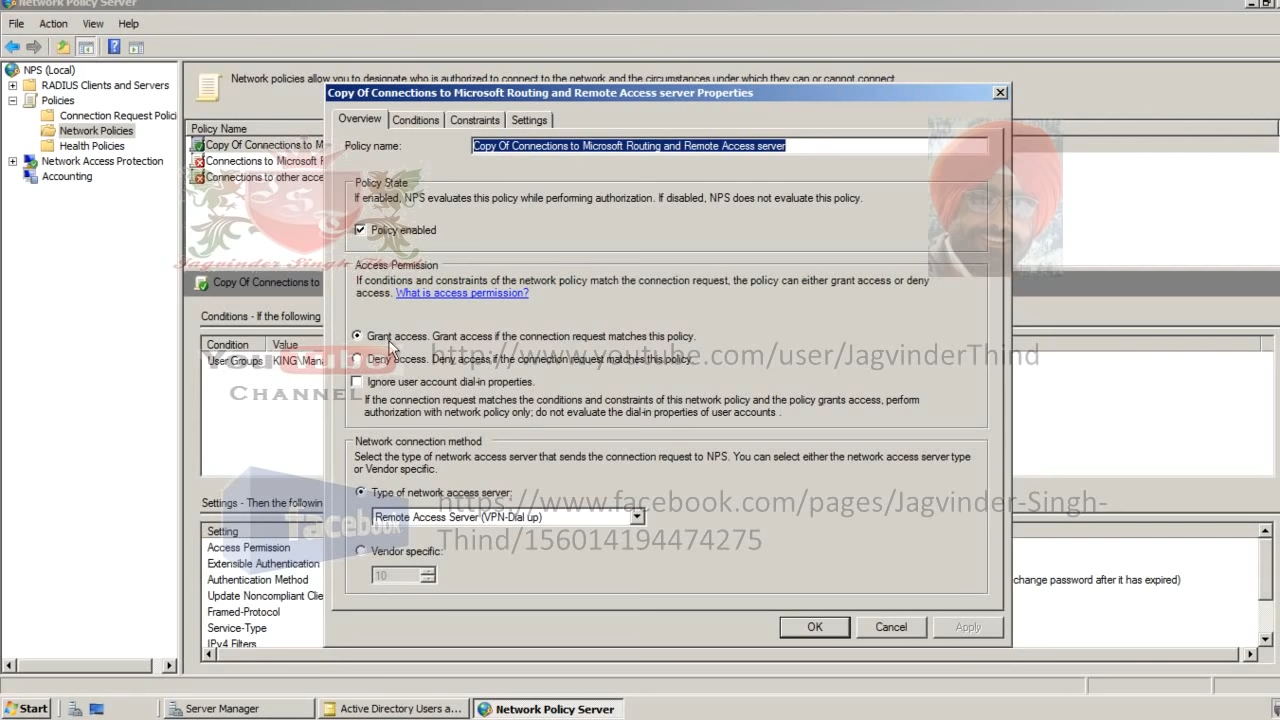 Network Policy Server
File Action View Help
NPS (Local)
RADIUS Clients and Servers
Policies
Connection Request Polici
Network Policies
Health Policies
Network Access Protection
Accounting
Network policies allow you to designate who is authorized to connect to the network and the circumstances under which they can or cannot connect.
Policy Name
Copy Of Connections to M
Connections to Microsoft R
Connections to other acce
Jagvinder Singh Thind
Copy Of Connections to
Conditions - If the following
Condition Value
User Groups KING\Mana
YouTube
CHANNEL
Settings - Then the followin
Setting
Access Permission
Extensible Authentication
Authentication Method
Update Noncompliant Clie
Framed-Protocol
Service-Type
IPv4 Filters
change password after it has expired)
facebook
Copy Of Connections to Microsoft Routing and Remote Access server Properties
Overview Conditions Constraints Settings
Policy name: Copy Of Connections to Microsoft Routing and Remote Access server
Policy State
If enabled, NPS evaluates this policy while performing authorization. If disabled, NPS does not evaluate this policy.
Policy enabled
Access Permission
If conditions and constraints of the network policy match the connection request, the policy can either grant access or deny
access. What is access permission?
Grant access. Grant access if the connection request matches this policy.
http://www.youtube.com/user/JagvinderThind
Deny access. Deny access if the connection request matches this policy.
Ignore user account dial-in properties.
If the connection request matches the conditions and constraints of this network policy and the policy grants access, perform
authorization with network policy only; do not evaluate the dial-in properties of user accounts .
Network connection method
Select the type of network access server that sends the connection request to NPS. You can select either the network access server type
or Vendor specific.
Type of network access server:
https://www.facebook.com/pages/Jagvinder-Singh-
Remote Access Server (VPN-Dial up)
Thind/156014194474275
Vendor specific:
10
OK Cancel Apply
Start Server Manager Active Directory Users a... Network Policy Server